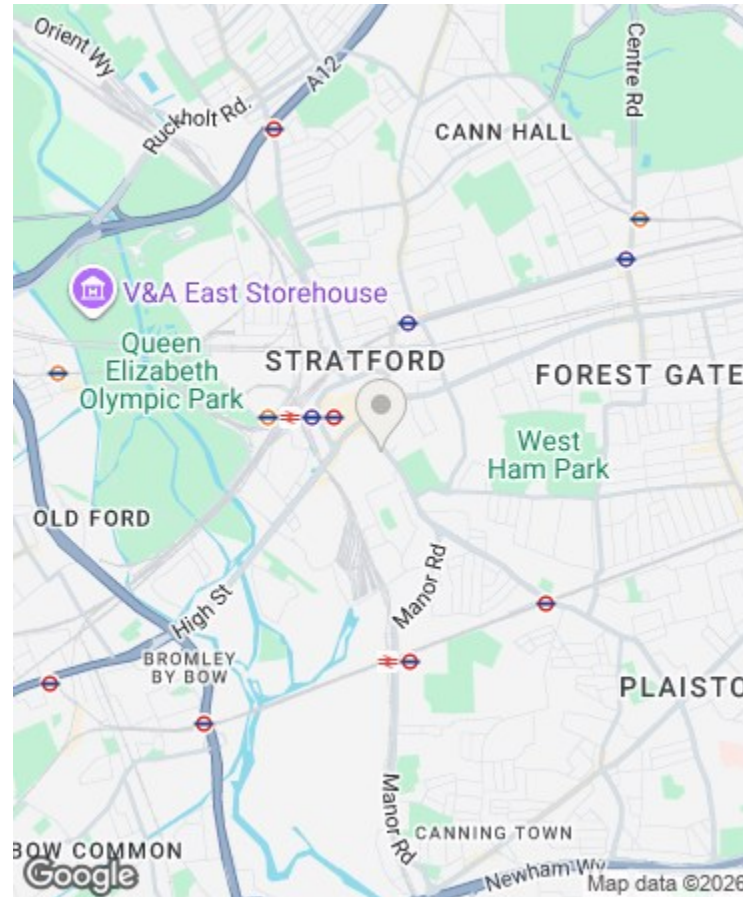 Orient Wy
A12
Ruckholt Rd.
Centre Rd
CANN HALL
V&A East Storehouse
Queen
Elizabeth
Olympic Park
STRATFORD
FOREST GATE
West
Ham Park
OLD FORD
High St
Manor Rd
BROMLEY
BY BOW
PLAISTO
Manor Rd
CANNING TOWN
BOW COMMON
Newham Wy
Google
Map data ©2026